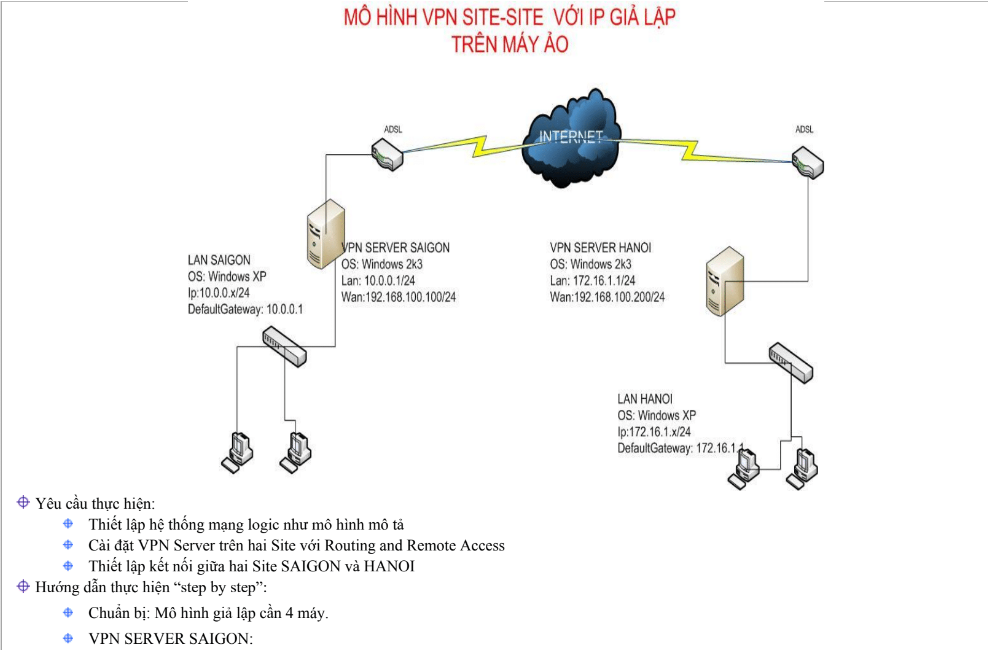 MÔ HÌNH VPN SITE-SITE VỚI IP GIẢ LẬP
TRÊN MÁY ẢO
ADSL
INTERNET
ADSL
VPN SERVER SAIGON
OS: Windows 2k3
Lan: 10.0.0.1/24
Wan:192.168.100.100/24
VPN SERVER HANOI
OS: Windows 2k3
Lan: 172.16.1.1/24
Wan:192.168.100.200/24
LAN SAIGON
OS: Windows XP
Ip:10.0.0.x/24
DefaultGateway: 10.0.0.1
LAN HANOI
OS: Windows XP
Ip:172.16.1.x/24
DefaultGateway: 172.16.1.1
Yêu cầu thực hiện:
Thiết lập hệ thống mạng logic như mô hình mô tả
Cài đặt VPN Server trên hai Site với Routing and Remote Access
Thiết lập kết nối giữa hai Site SAIGON và HANOI
Hướng dẫn thực hiện “step by step”:
Chuẩn bị: Mô hình giả lập cần 4 máy.
VPN SERVER SAIGON: